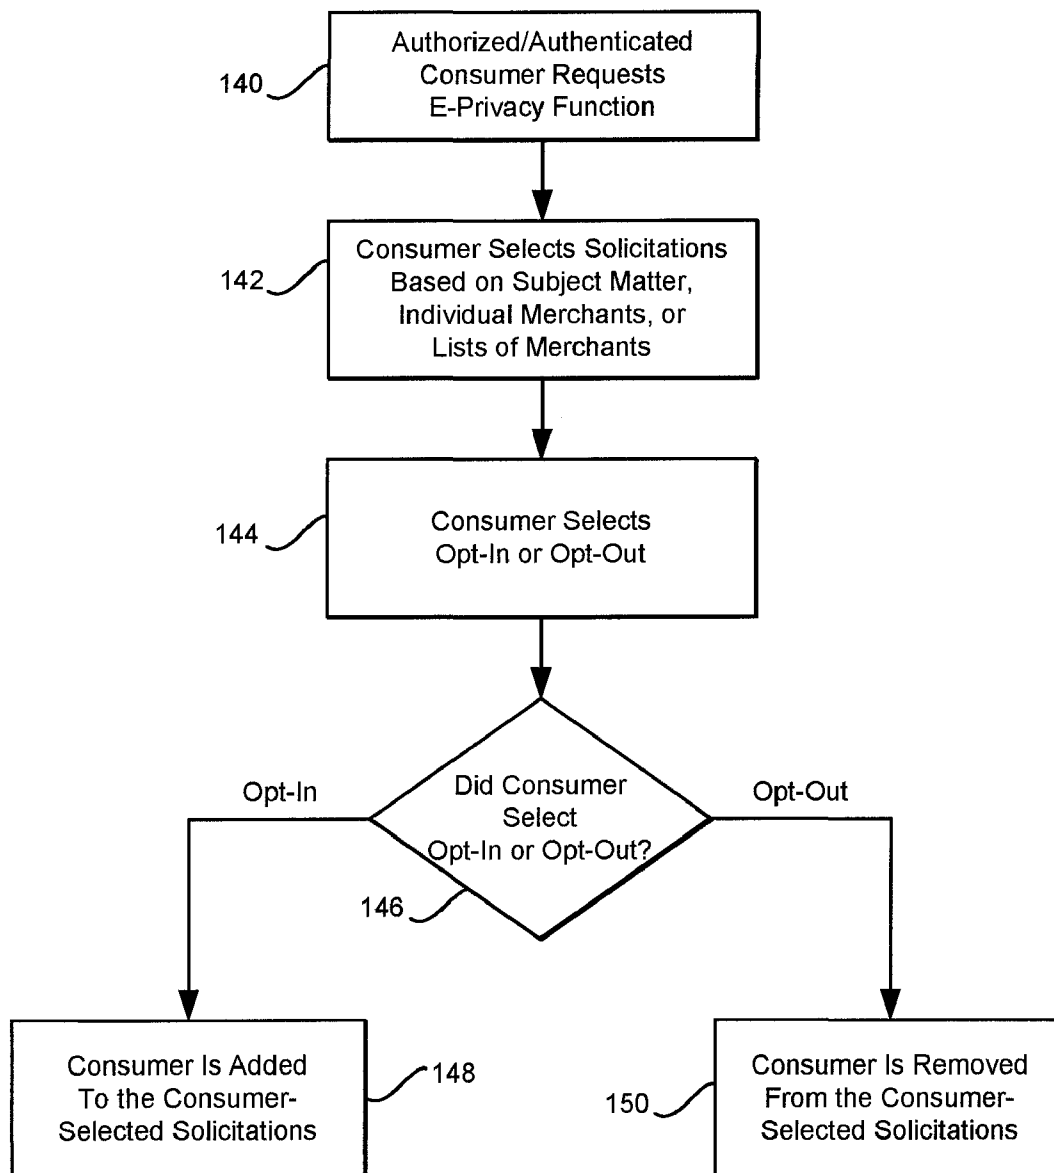 Authorized/Authenticated
Consumer Requests
E-Privacy Function
140
Consumer Selects Solicitations
Based on Subject Matter,
Individual Merchants, or
Lists of Merchants
142
Consumer Selects
Opt-In or Opt-Out
144
Did Consumer
Select
Opt-In or Opt-Out?
146
Opt-In
Opt-Out
Consumer Is Added
To the Consumer-
Selected Solicitations
148
Consumer Is Removed
From the Consumer-
Selected Solicitations
150